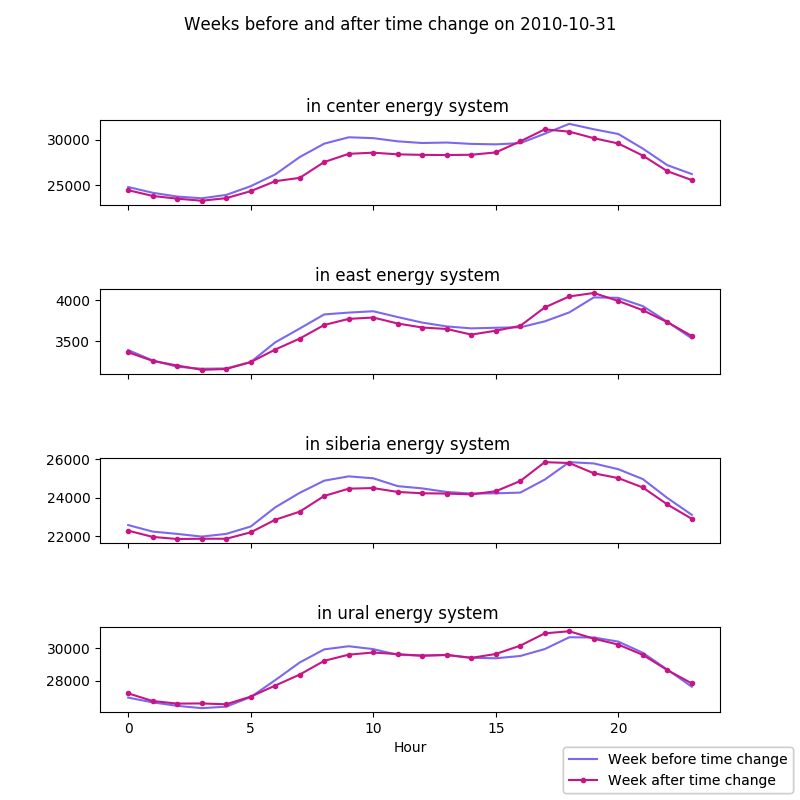 Weeks before and after time change on 2010-10-31
in center energy system
30000
25000
in east energy system
4000
3500
in siberia energy system
26000
24000
22000
in ural energy system
30000
28000
0 5 10 15 20
Hour
Week before time change
Week after time change